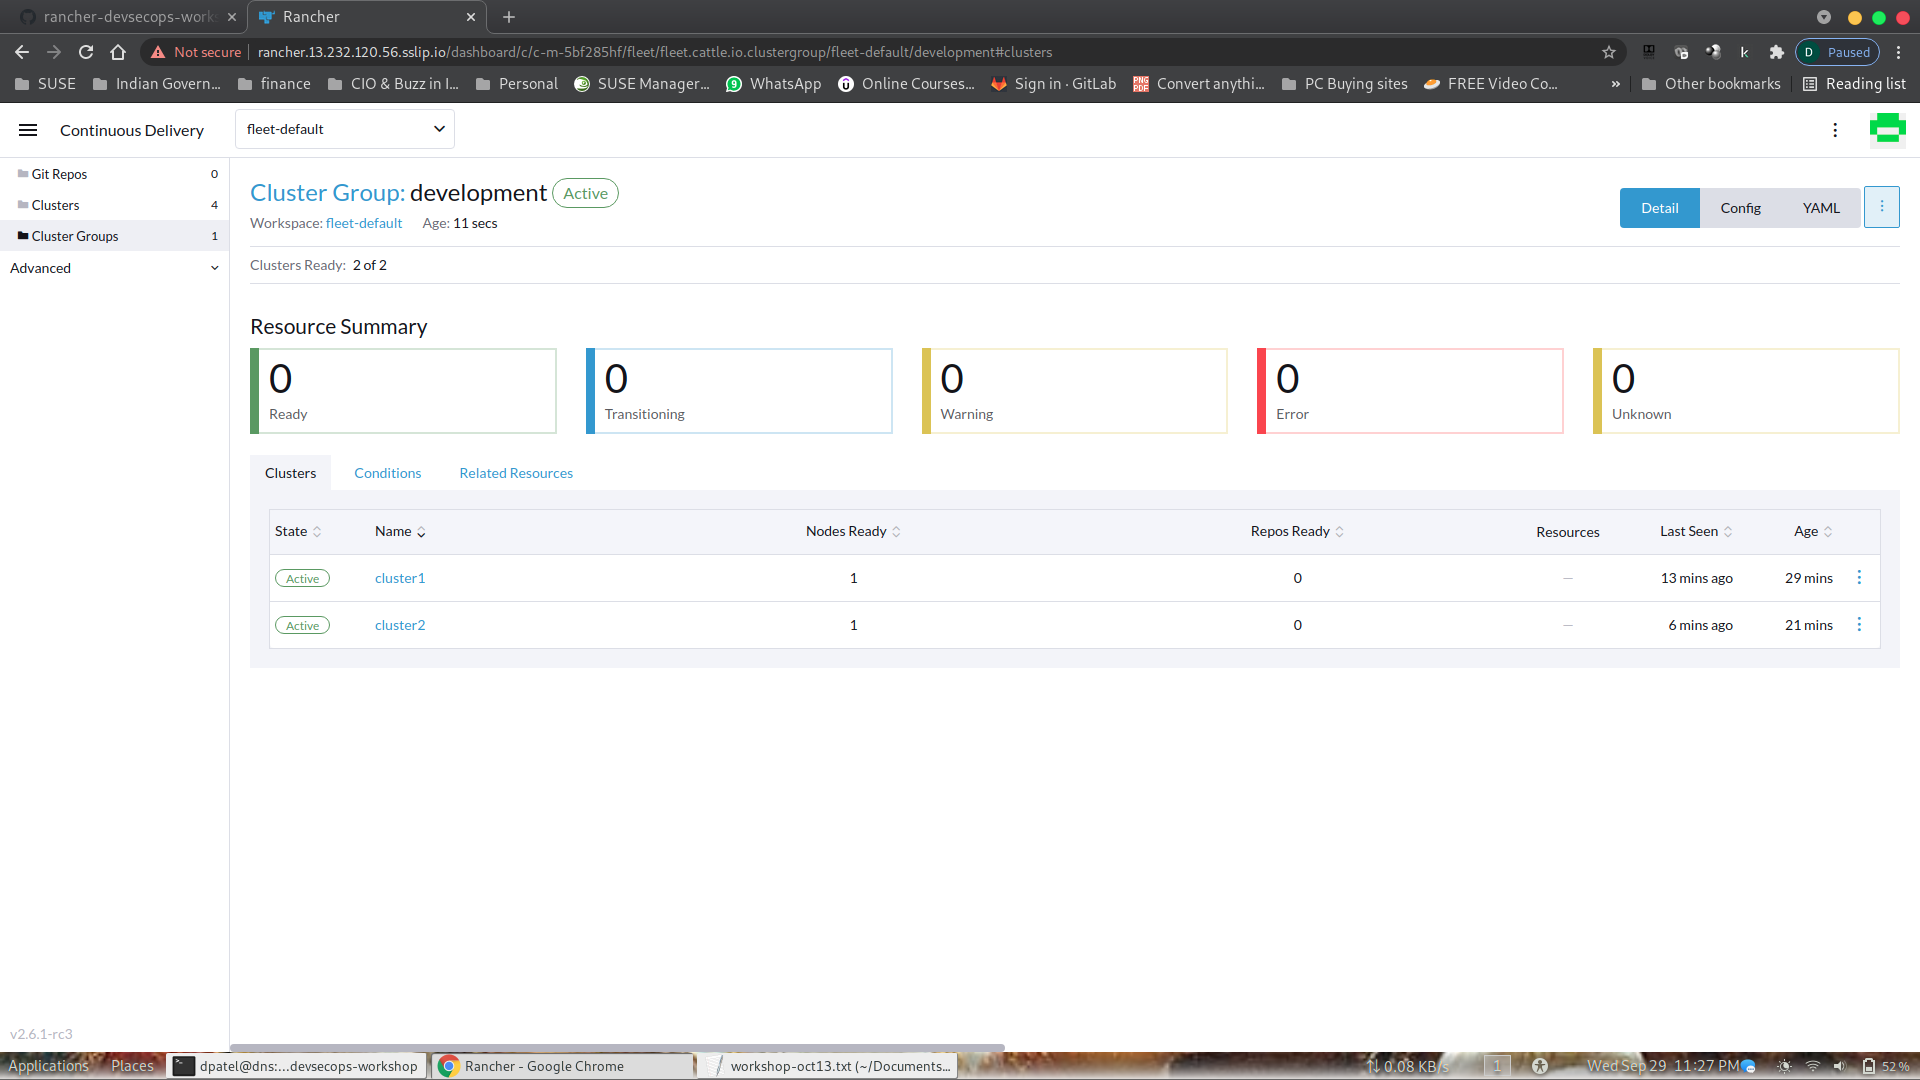 rancher-devsecops-works
Rancher
Not secure
rancher.13.232.120.56.sslip.io/dashboard/c/c-m-5bf285hf/fleet/fleet.cattle.io.clustergroup/fleet-default/development#clusters
D Paused
SUSE Indian Govern... finance CIO & Buzz in I... Personal SUSE Manager... WhatsApp Online Courses... Sign in · GitLab Convert anythi... PC Buying sites FREE Video Co... » Other bookmarks Reading list
Continuous Delivery
fleet-default
Git Repos 0
Clusters 4
Cluster Groups 1
Advanced
Cluster Group: development Active
Workspace: fleet-default Age: 11 secs
Detail Config YAML
Clusters Ready: 2 of 2
Resource Summary
0 0 0 0 0
Ready Transitioning Warning Error Unknown
Clusters Conditions Related Resources
State Name Nodes Ready Repos Ready Resources Last Seen Age
Active cluster1 1 0 — 13 mins ago 29 mins
Active cluster2 1 0 — 6 mins ago 21 mins
v2.6.1-rc3
Applications Places dpatel@dns:...devsecops-workshop Rancher - Google Chrome workshop-oct13.txt (~/Documents... 0.08 KB/s 1 Wed Sep 29 11:27 PM 52%